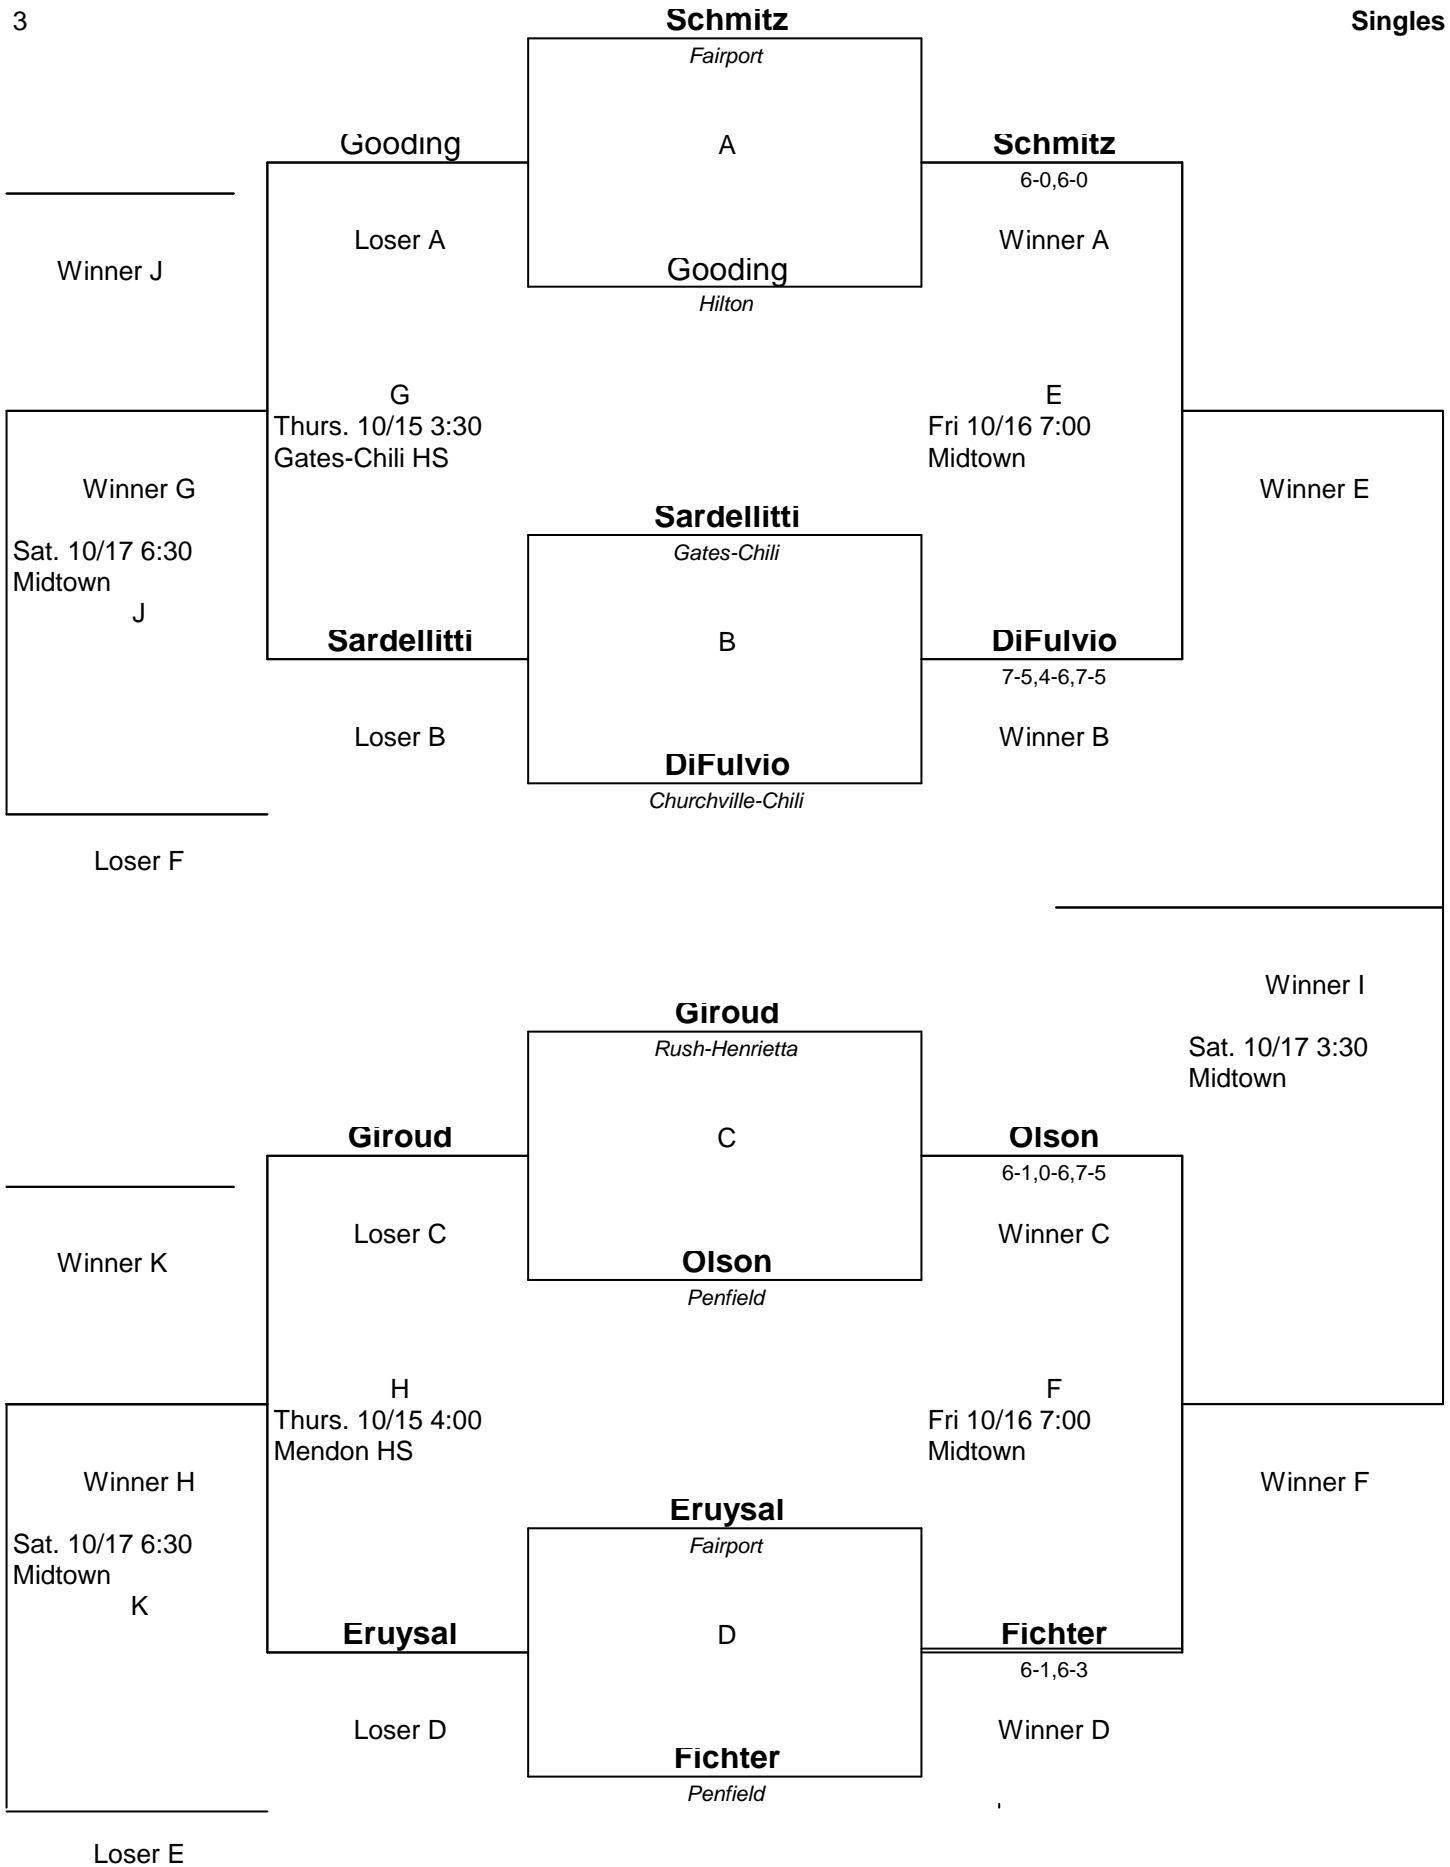 3
Schmitz
Singles
Fairport
Gooding
A
Schmitz
6-0,6-0
Loser A
Winner A
Winner J
Gooding
Hilton
G
E
Thurs. 10/15 3:30
Fri 10/16 7:00
Gates-Chili HS
Midtown
Winner G
Winner E
Sardellitti
Sat. 10/17 6:30
Gates-Chili
Midtown
J
Sardellitti
B
DiFulvio
7-5,4-6,7-5
Loser B
Winner B
DiFulvio
Churchville-Chili
Loser F
Winner I
Giroud
Rush-Henrietta
Sat. 10/17 3:30
Midtown
Giroud
C
Olson
6-1,0-6,7-5
Loser C
Winner C
Winner K
Olson
Penfield
H
F
Thurs. 10/15 4:00
Fri 10/16 7:00
Mendon HS
Midtown
Winner H
Winner F
Eruysal
Sat. 10/17 6:30
Fairport
Midtown
K
Eruysal
D
Fichter
6-1,6-3
Loser D
Winner D
Fichter
Penfield
Loser E